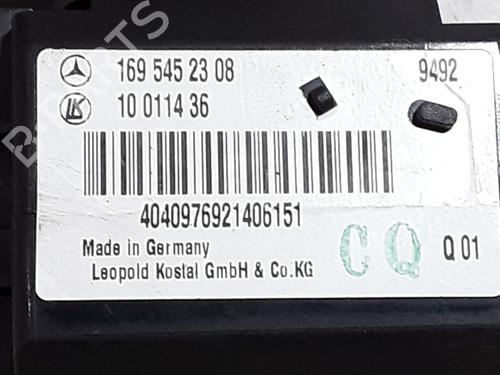 B-PARTS
169 545 23 08 9492
10 0114 36
4040976921406151
Made in Germany
Leopold Kostal GmbH & Co.KG
CQ
Q 01